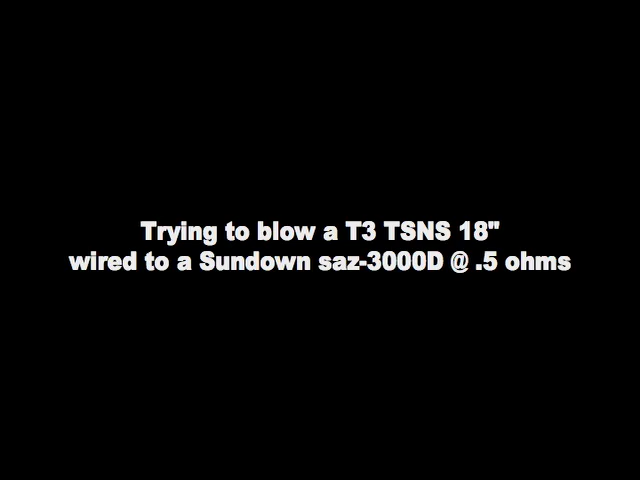 Trying to blow a T3 TSNS 18"
wired to a Sundown saz-3000D @ .5 ohms